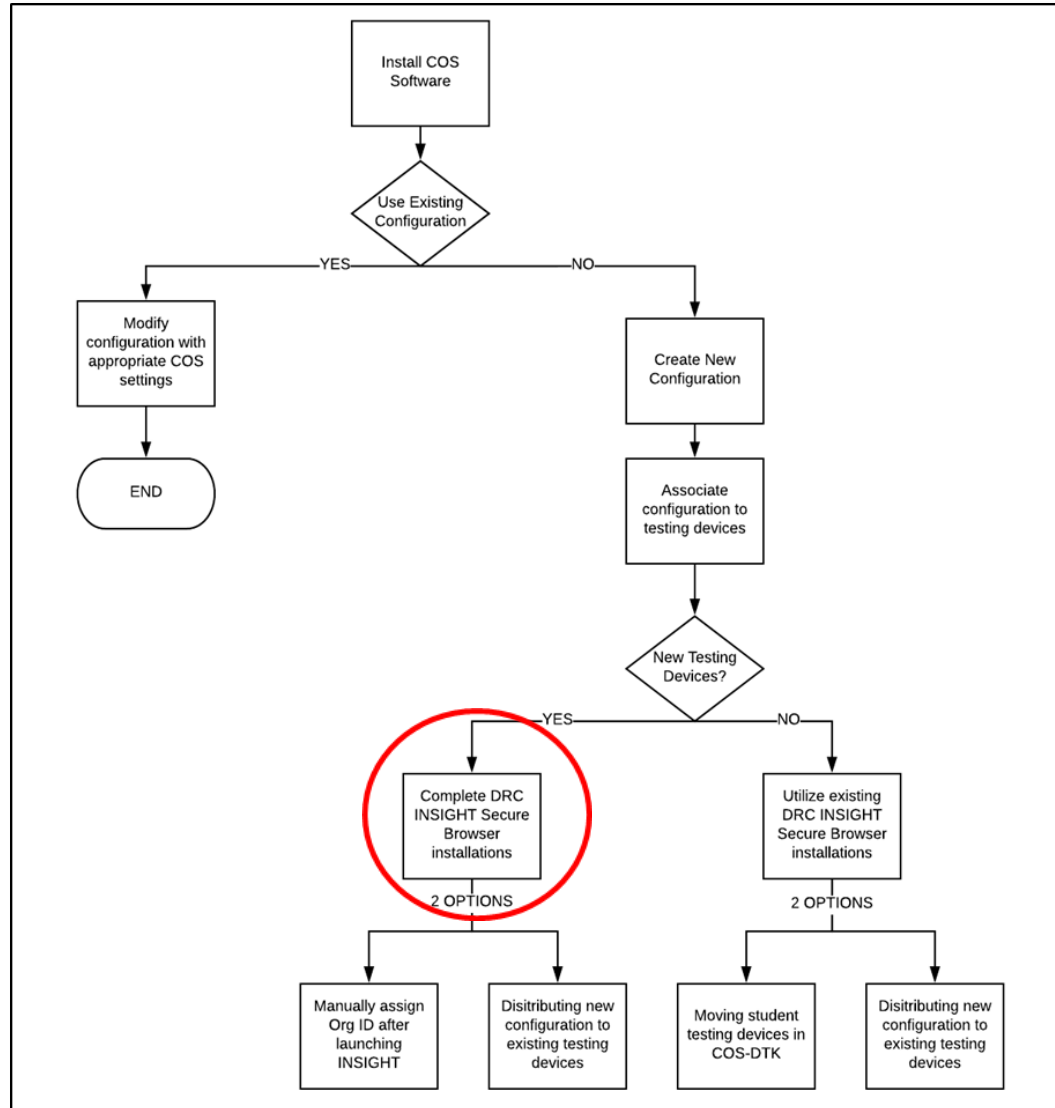 Install COS
Software
Use Existing
Configuration
YES
NO
Modify
configuration with
appropriate COS
settings
Create New
Configuration
END
Associate
configuration to
testing devices
New Testing
Devices?
YES
NO
Complete DRC
INSIGHT Secure
Browser
installations
Utilize existing
DRC INSIGHT
Secure Browser
installations
2 OPTIONS
2 OPTIONS
Manually assign
Org ID after
launching
INSIGHT
Disitributing new
configuration to
existing testing
devices
Moving student
testing devices in
COS-DTK
Disitributing new
configuration to
existing testing
devices